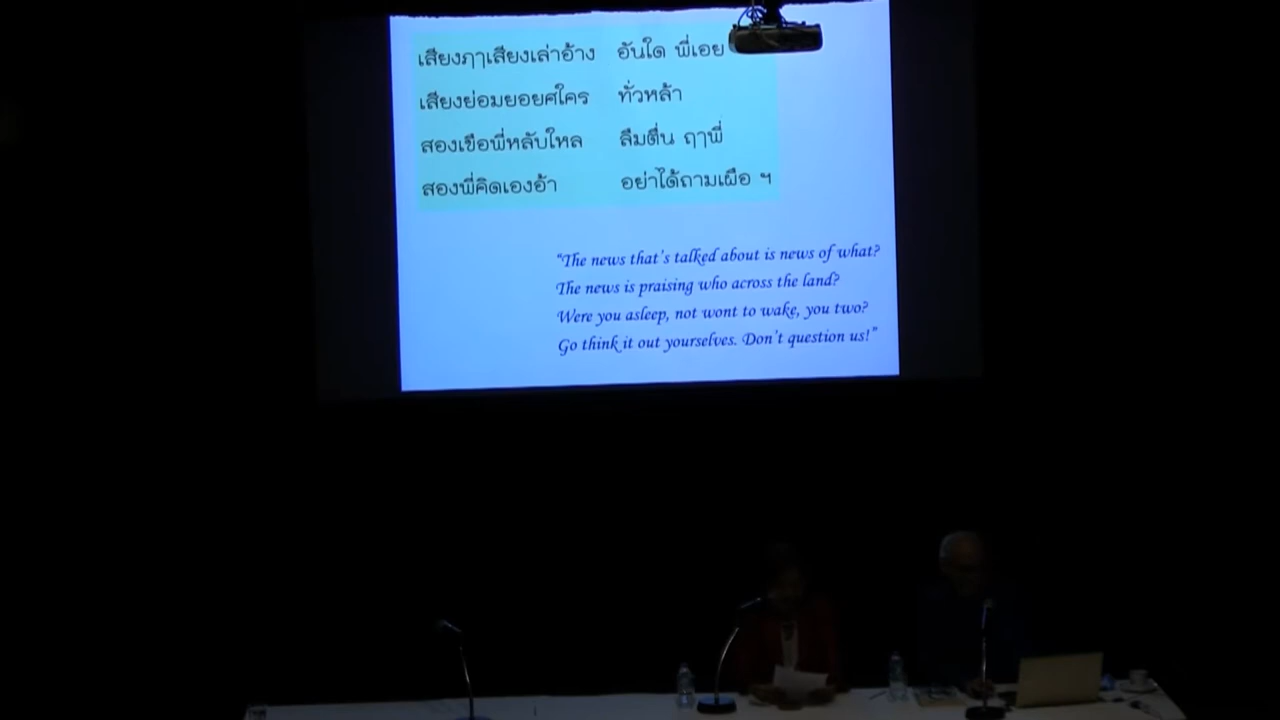 เสียงฦๅเสียงเล่าอ้าง อันใด พี่เอย
เสียงย่อมยอยศใคร ทั่วหล้า
สองเขือพี่หลับใหล ลืมตื่น ฤๅพี่
สองพี่คิดเองอ้า อย่าได้ถามเผือ ฯ
“The news that’s talked about is news of what?
The news is praising who across the land?
Were you asleep, not wont to wake, you two?
Go think it out yourselves. Don’t question us!”